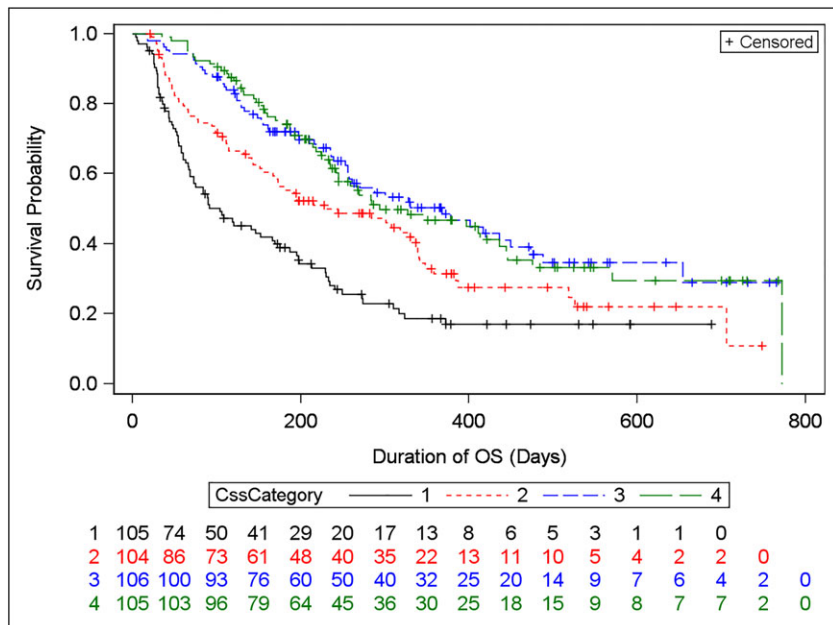 1.0
+ Censored
0.8
0.6
0.4
0.2
0.0
Survival Probability
0 200 400 600 800
Duration of OS (Days)
CssCategory 1 2 3 4
1 105 74 50 41 29 20 17 13 8 6 5 3 1 1 0
2 104 86 73 61 48 40 35 22 13 11 10 5 4 2 2 0
3 106 100 93 76 60 50 40 32 25 20 14 9 7 6 4 2 0
4 105 103 96 79 64 45 36 30 25 18 15 9 8 7 7 2 0